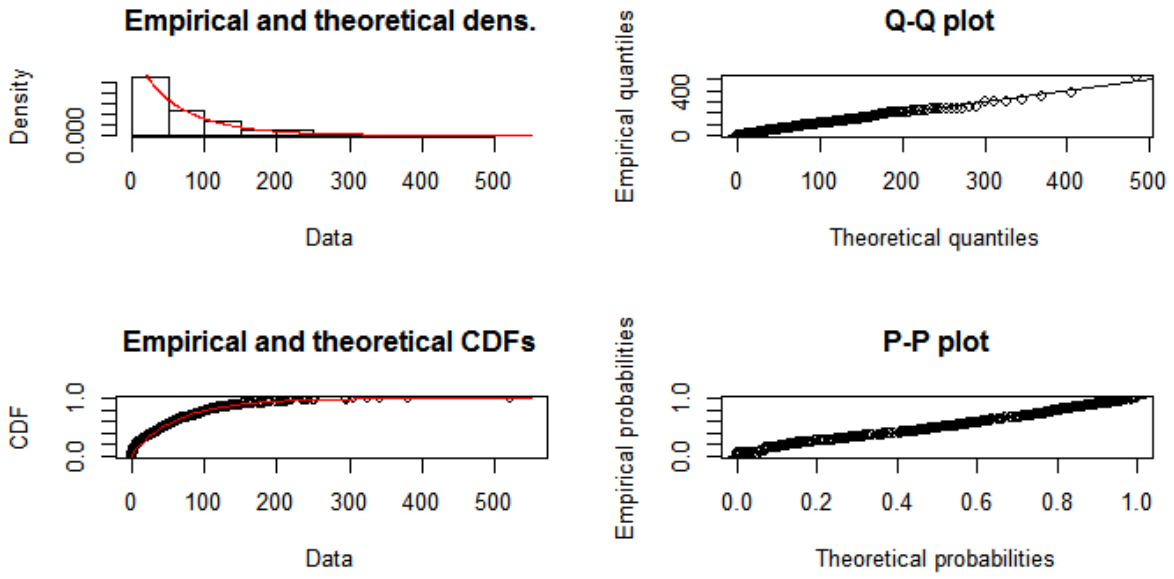 Empirical and theoretical dens.
Density
0.000
0 100 200 300 400 500
Data
Q-Q plot
Empirical quantiles
0 400
0 100 200 300 400 500
Theoretical quantiles
Empirical and theoretical CDFs
CDF
0.0 1.0
0 100 200 300 400 500
Data
P-P plot
Empirical probabilities
0.0 1.0
0.0 0.2 0.4 0.6 0.8 1.0
Theoretical probabilities